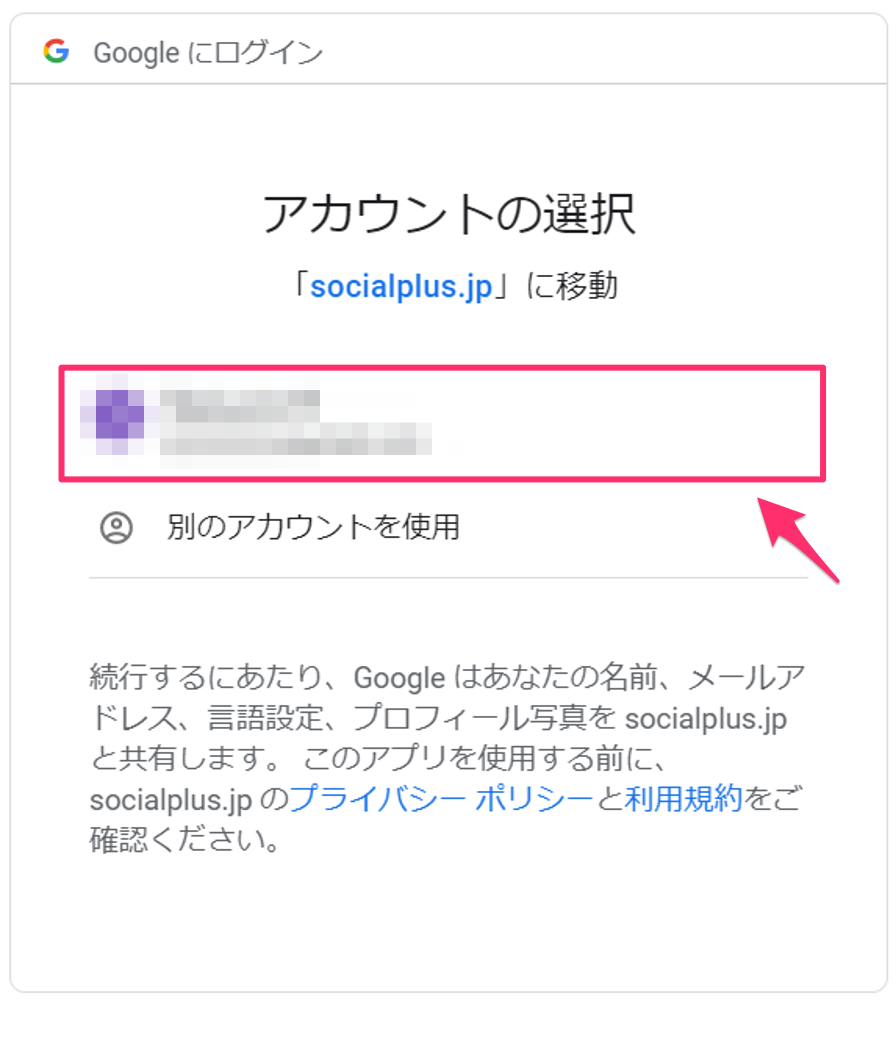 Google にログイン
アカウントの選択
「socialplus.jp」に移動
別のアカウントを使用
続行するにあたり、Google はあなたの名前、メールア
ドレス、言語設定、プロフィール写真を socialplus.jp
と共有します。 このアプリを使用する前に、
socialplus.jp のプライバシー ポリシーと利用規約をご
確認ください。